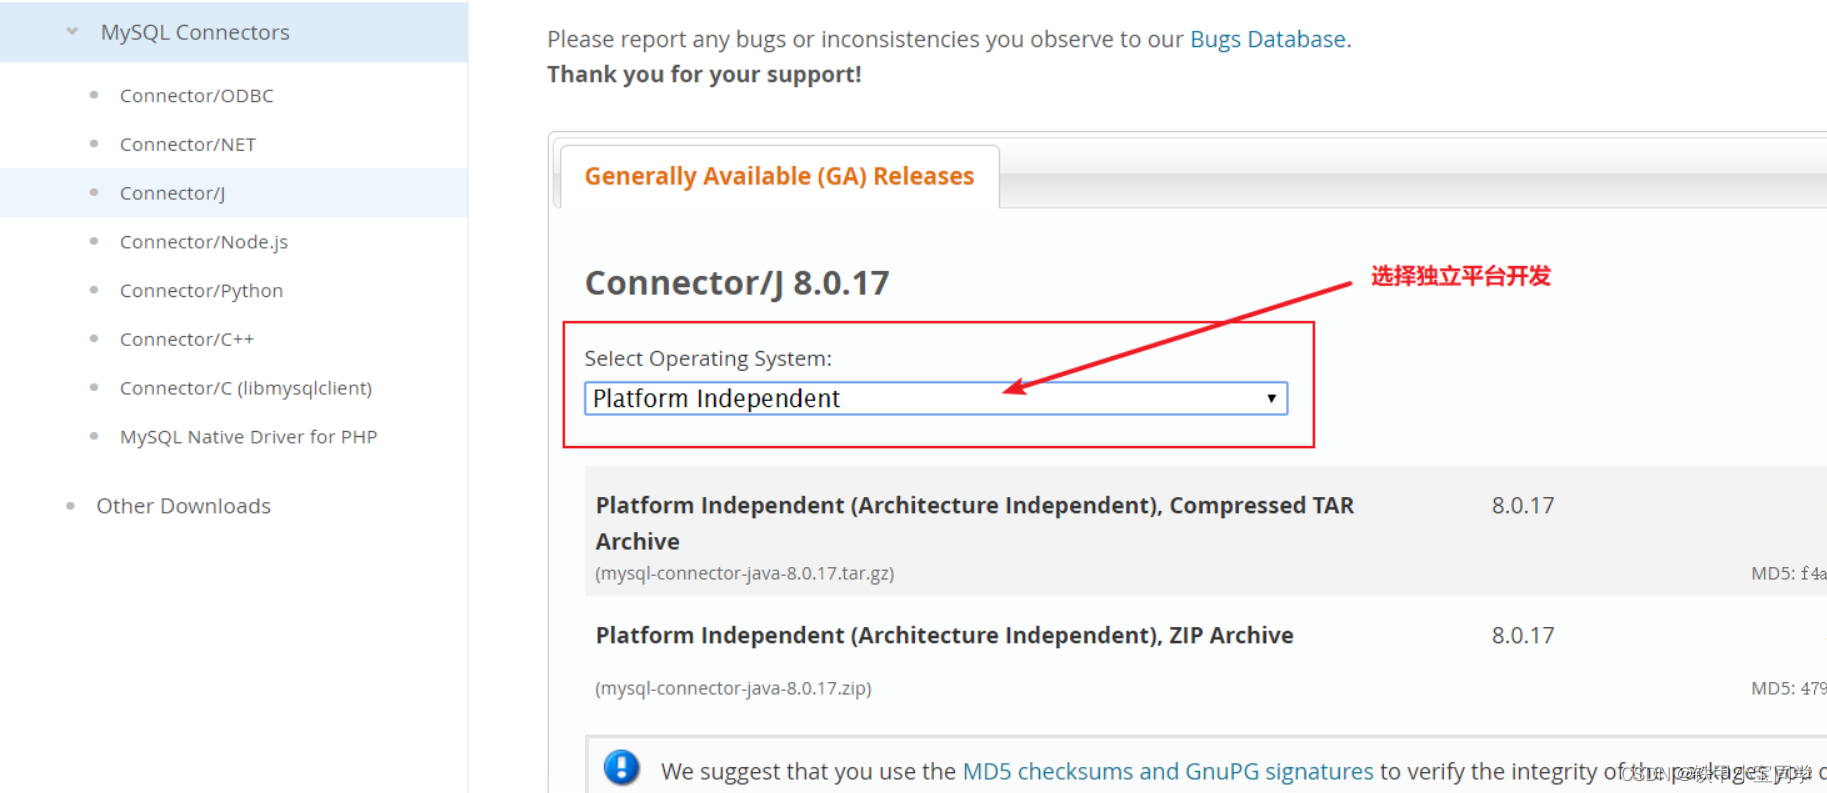 MySQL Connectors
Connector/ODBC
Connector/NET
Connector/J
Connector/Node.js
Connector/Python
Connector/C++
Connector/C (libmysqlclient)
MySQL Native Driver for PHP
Other Downloads
Please report any bugs or inconsistencies you observe to our Bugs Database.
Thank you for your support!
Generally Available (GA) Releases
Connector/J 8.0.17
选择独立平台开发
Select Operating System:
Platform Independent
Platform Independent (Architecture Independent), Compressed TAR 8.0.17
Archive
(mysql-connector-java-8.0.17.tar.gz) MD5: f4a
Platform Independent (Architecture Independent), ZIP Archive 8.0.17
(mysql-connector-java-8.0.17.zip) MD5: 479
We suggest that you use the MD5 checksums and GnuPG signatures to verify the integrity of the packages you